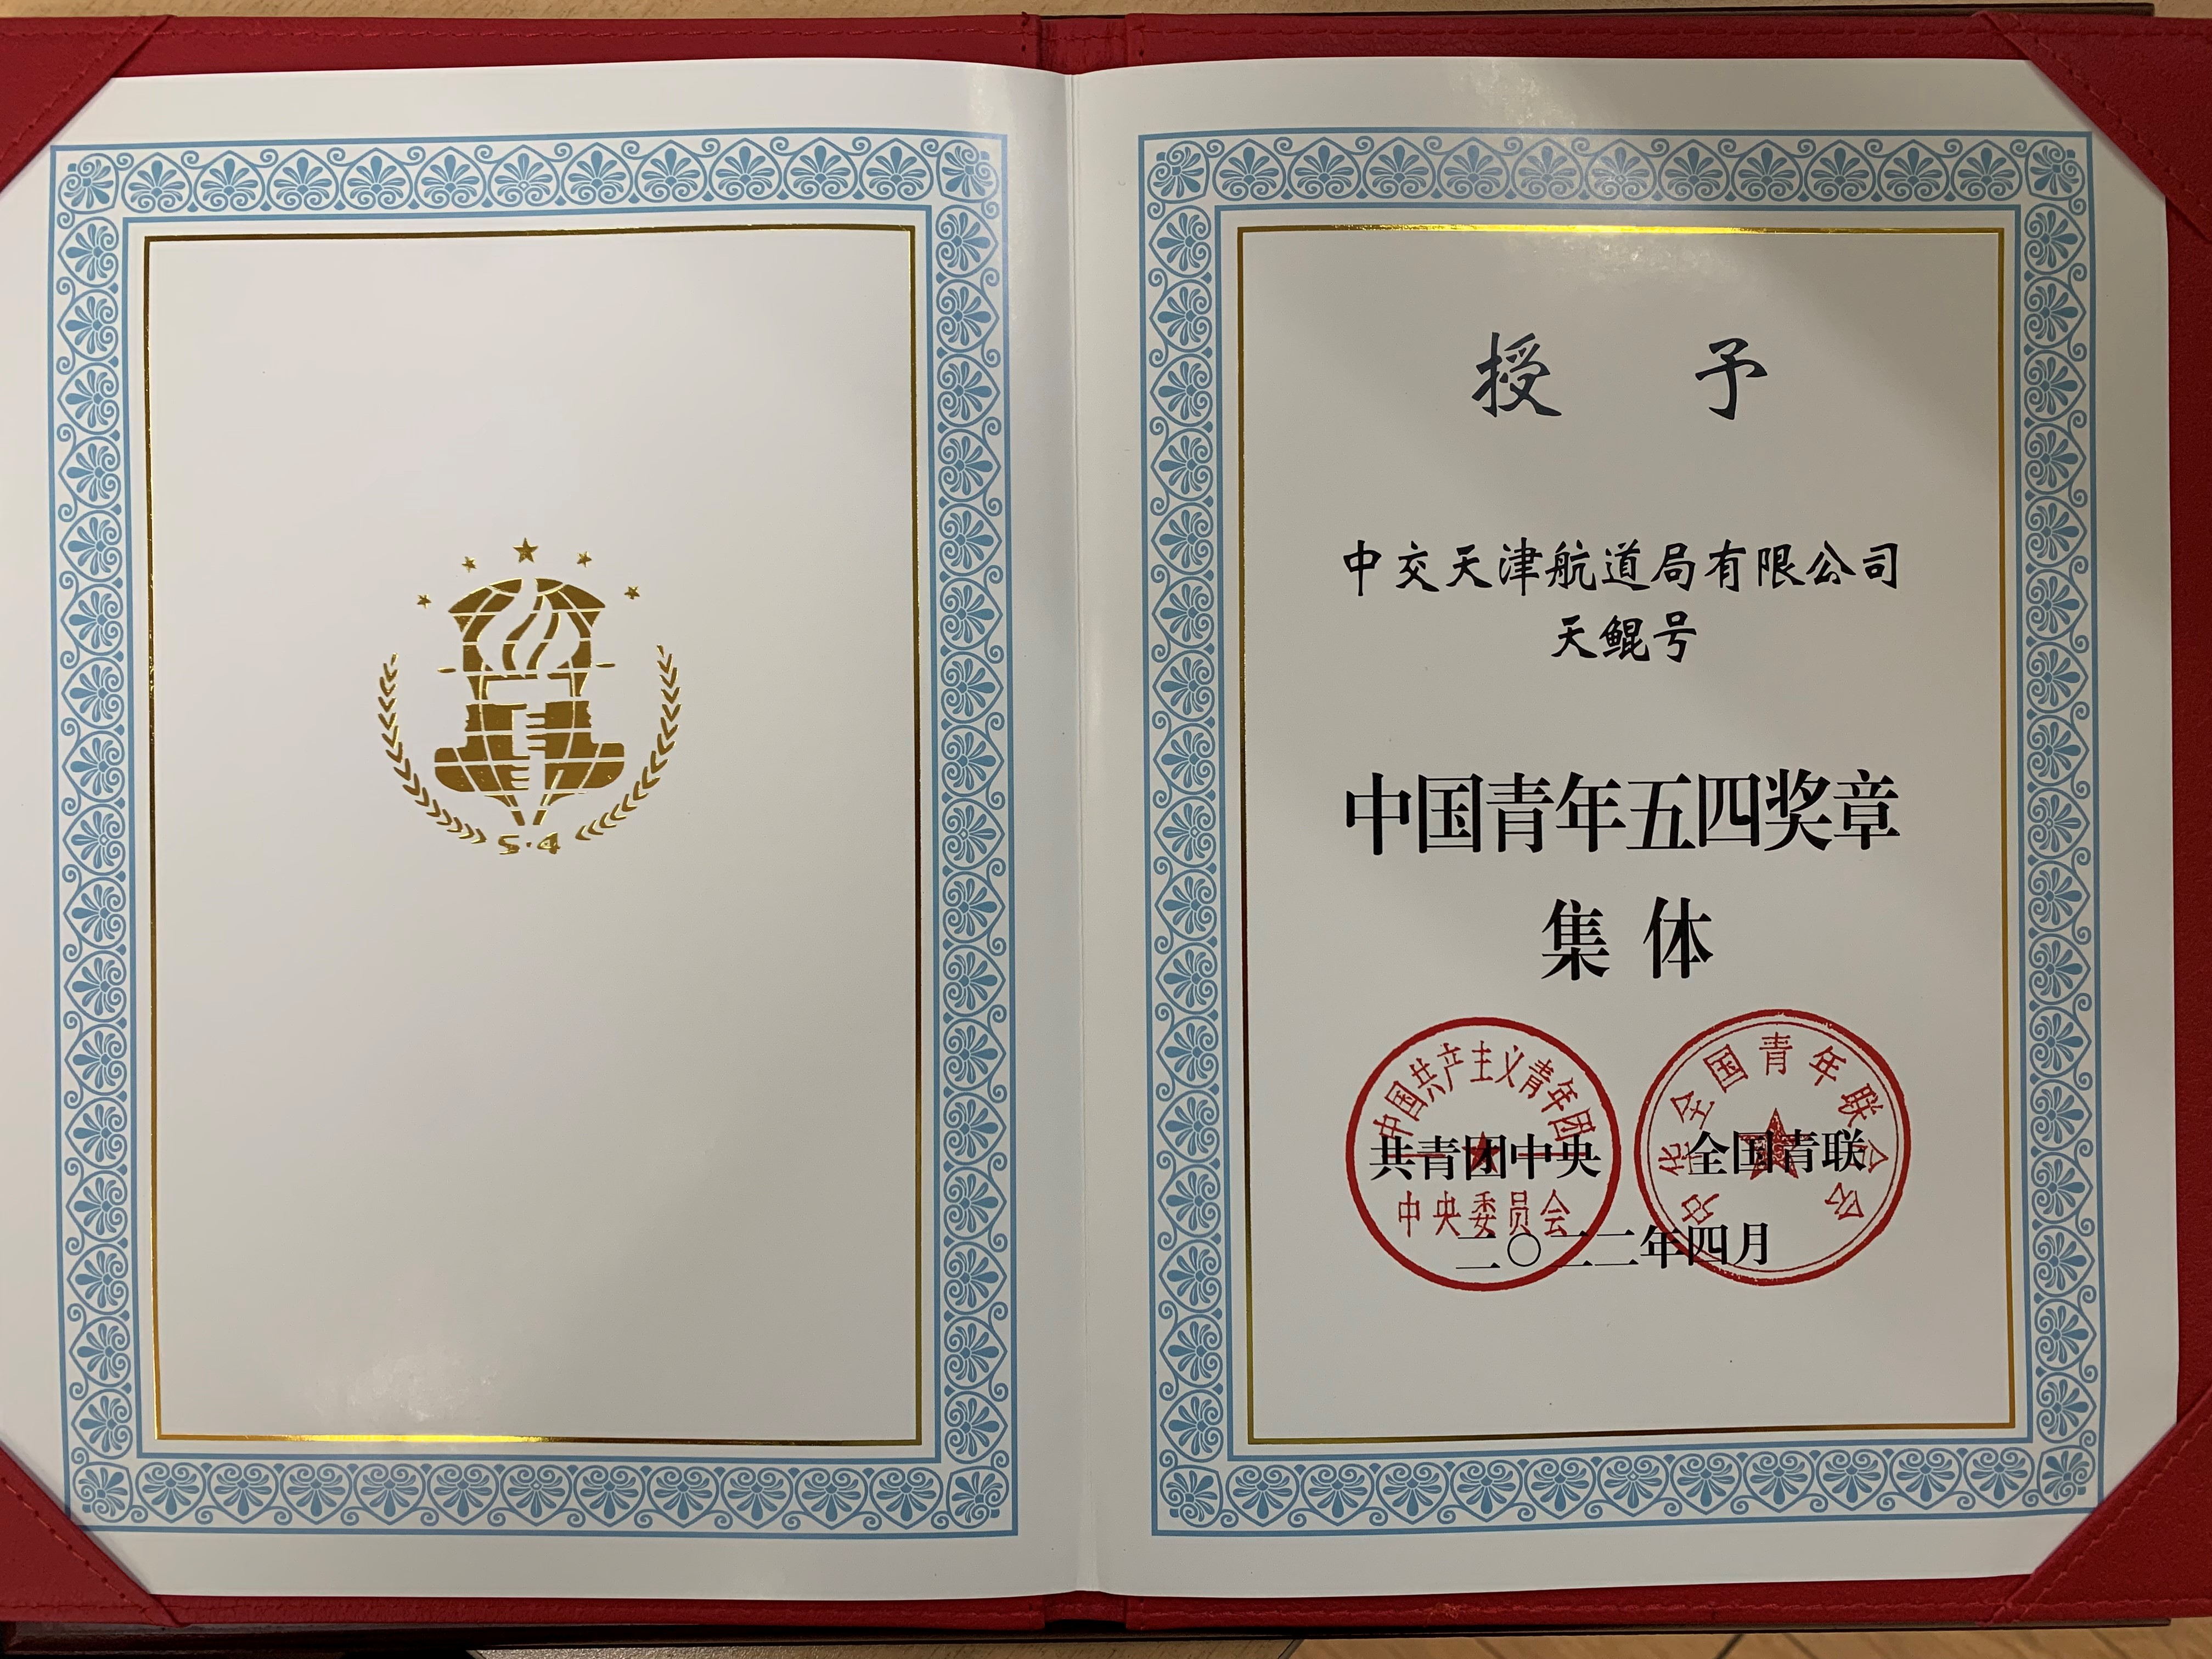 5·4
授予
中交天津航道局有限公司
天鲲号
中国青年五四奖章
集体
中国共产主义青年团
中央委员会
中华全国青年联合会
共青团中央 全国青联
二〇二二年四月